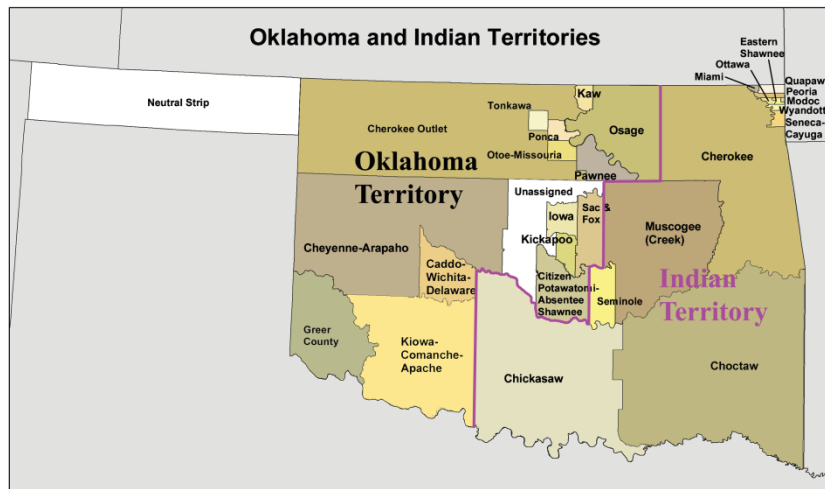 Oklahoma and Indian Territories
Eastern
Shawnee
Ottawa
Miami
Quapaw
Peoria
Modoc
Wyandott
Seneca-
Cayuga
Neutral Strip
Kaw
Tonkawa
Cherokee Outlet
Ponca
Osage
Otoe-Missouria
Cherokee
Oklahoma
Territory
Pawnee
Unassigned
Sac &
Fox
Iowa
Kickapoo
Muscogee
(Creek)
Cheyenne-Arapaho
Caddo-
Wichita-
Delaware
Citizen
Potawatomi-
Absentee
Shawnee
Seminole
Indian
Territory
Greer
County
Kiowa-
Comanche-
Apache
Chickasaw
Choctaw